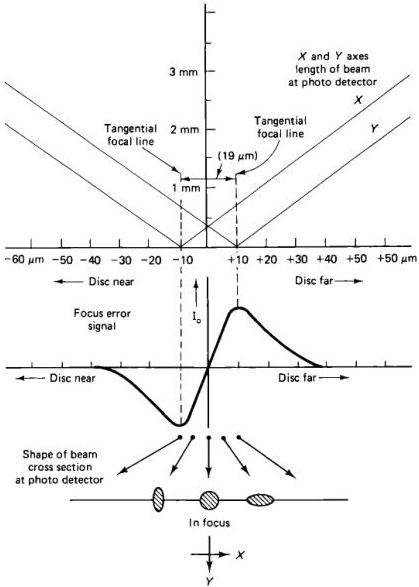 X and Y axes
length of beam
at photo detector
3 mm
X
Tangential
focal line
2 mm
Tangential
focal line
Y
(19 μm)
1 mm
-60 μm -40 -30 -20 -10 0 +10 +20 +30 +40 +50 μm
Disc near
Disc far
Focus error
signal
I₀
Disc near
Disc far
Shape of beam
cross section
at photo detector
In focus
X
Y